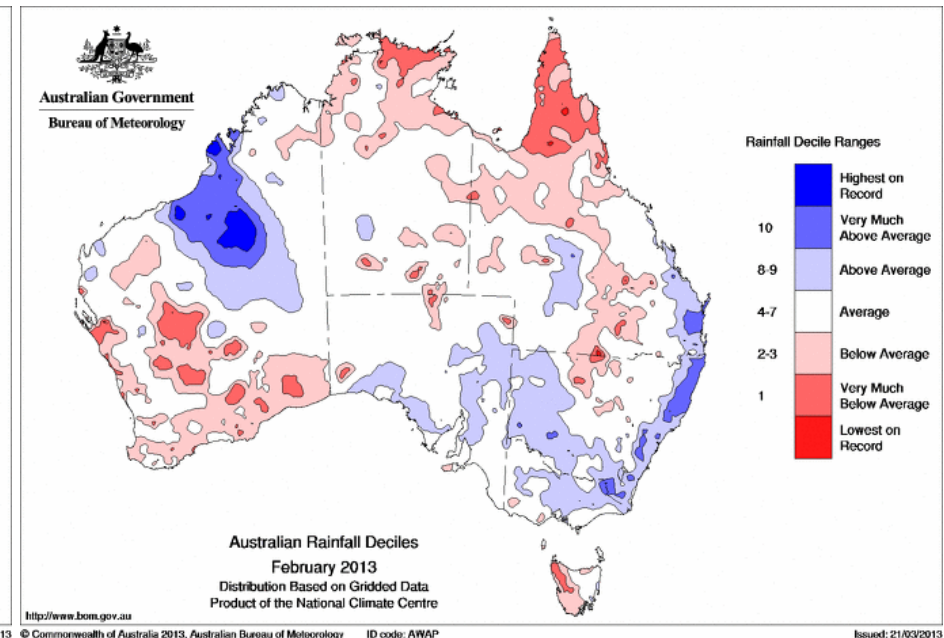 Australian Government
Bureau of Meteorology
Rainfall Decile Ranges
Highest on
Record
10
Very Much
Above Average
8-9
Above Average
4-7
Average
2-3
Below Average
1
Very Much
Below Average
Lowest on
Record
Australian Rainfall Deciles
February 2013
Distribution Based on Gridded Data
Product of the National Climate Centre
http://www.bom.gov.au
13
© Commonwealth of Australia 2013, Australian Bureau of Meteorology
ID code: AWAP
Issued: 21/03/2013